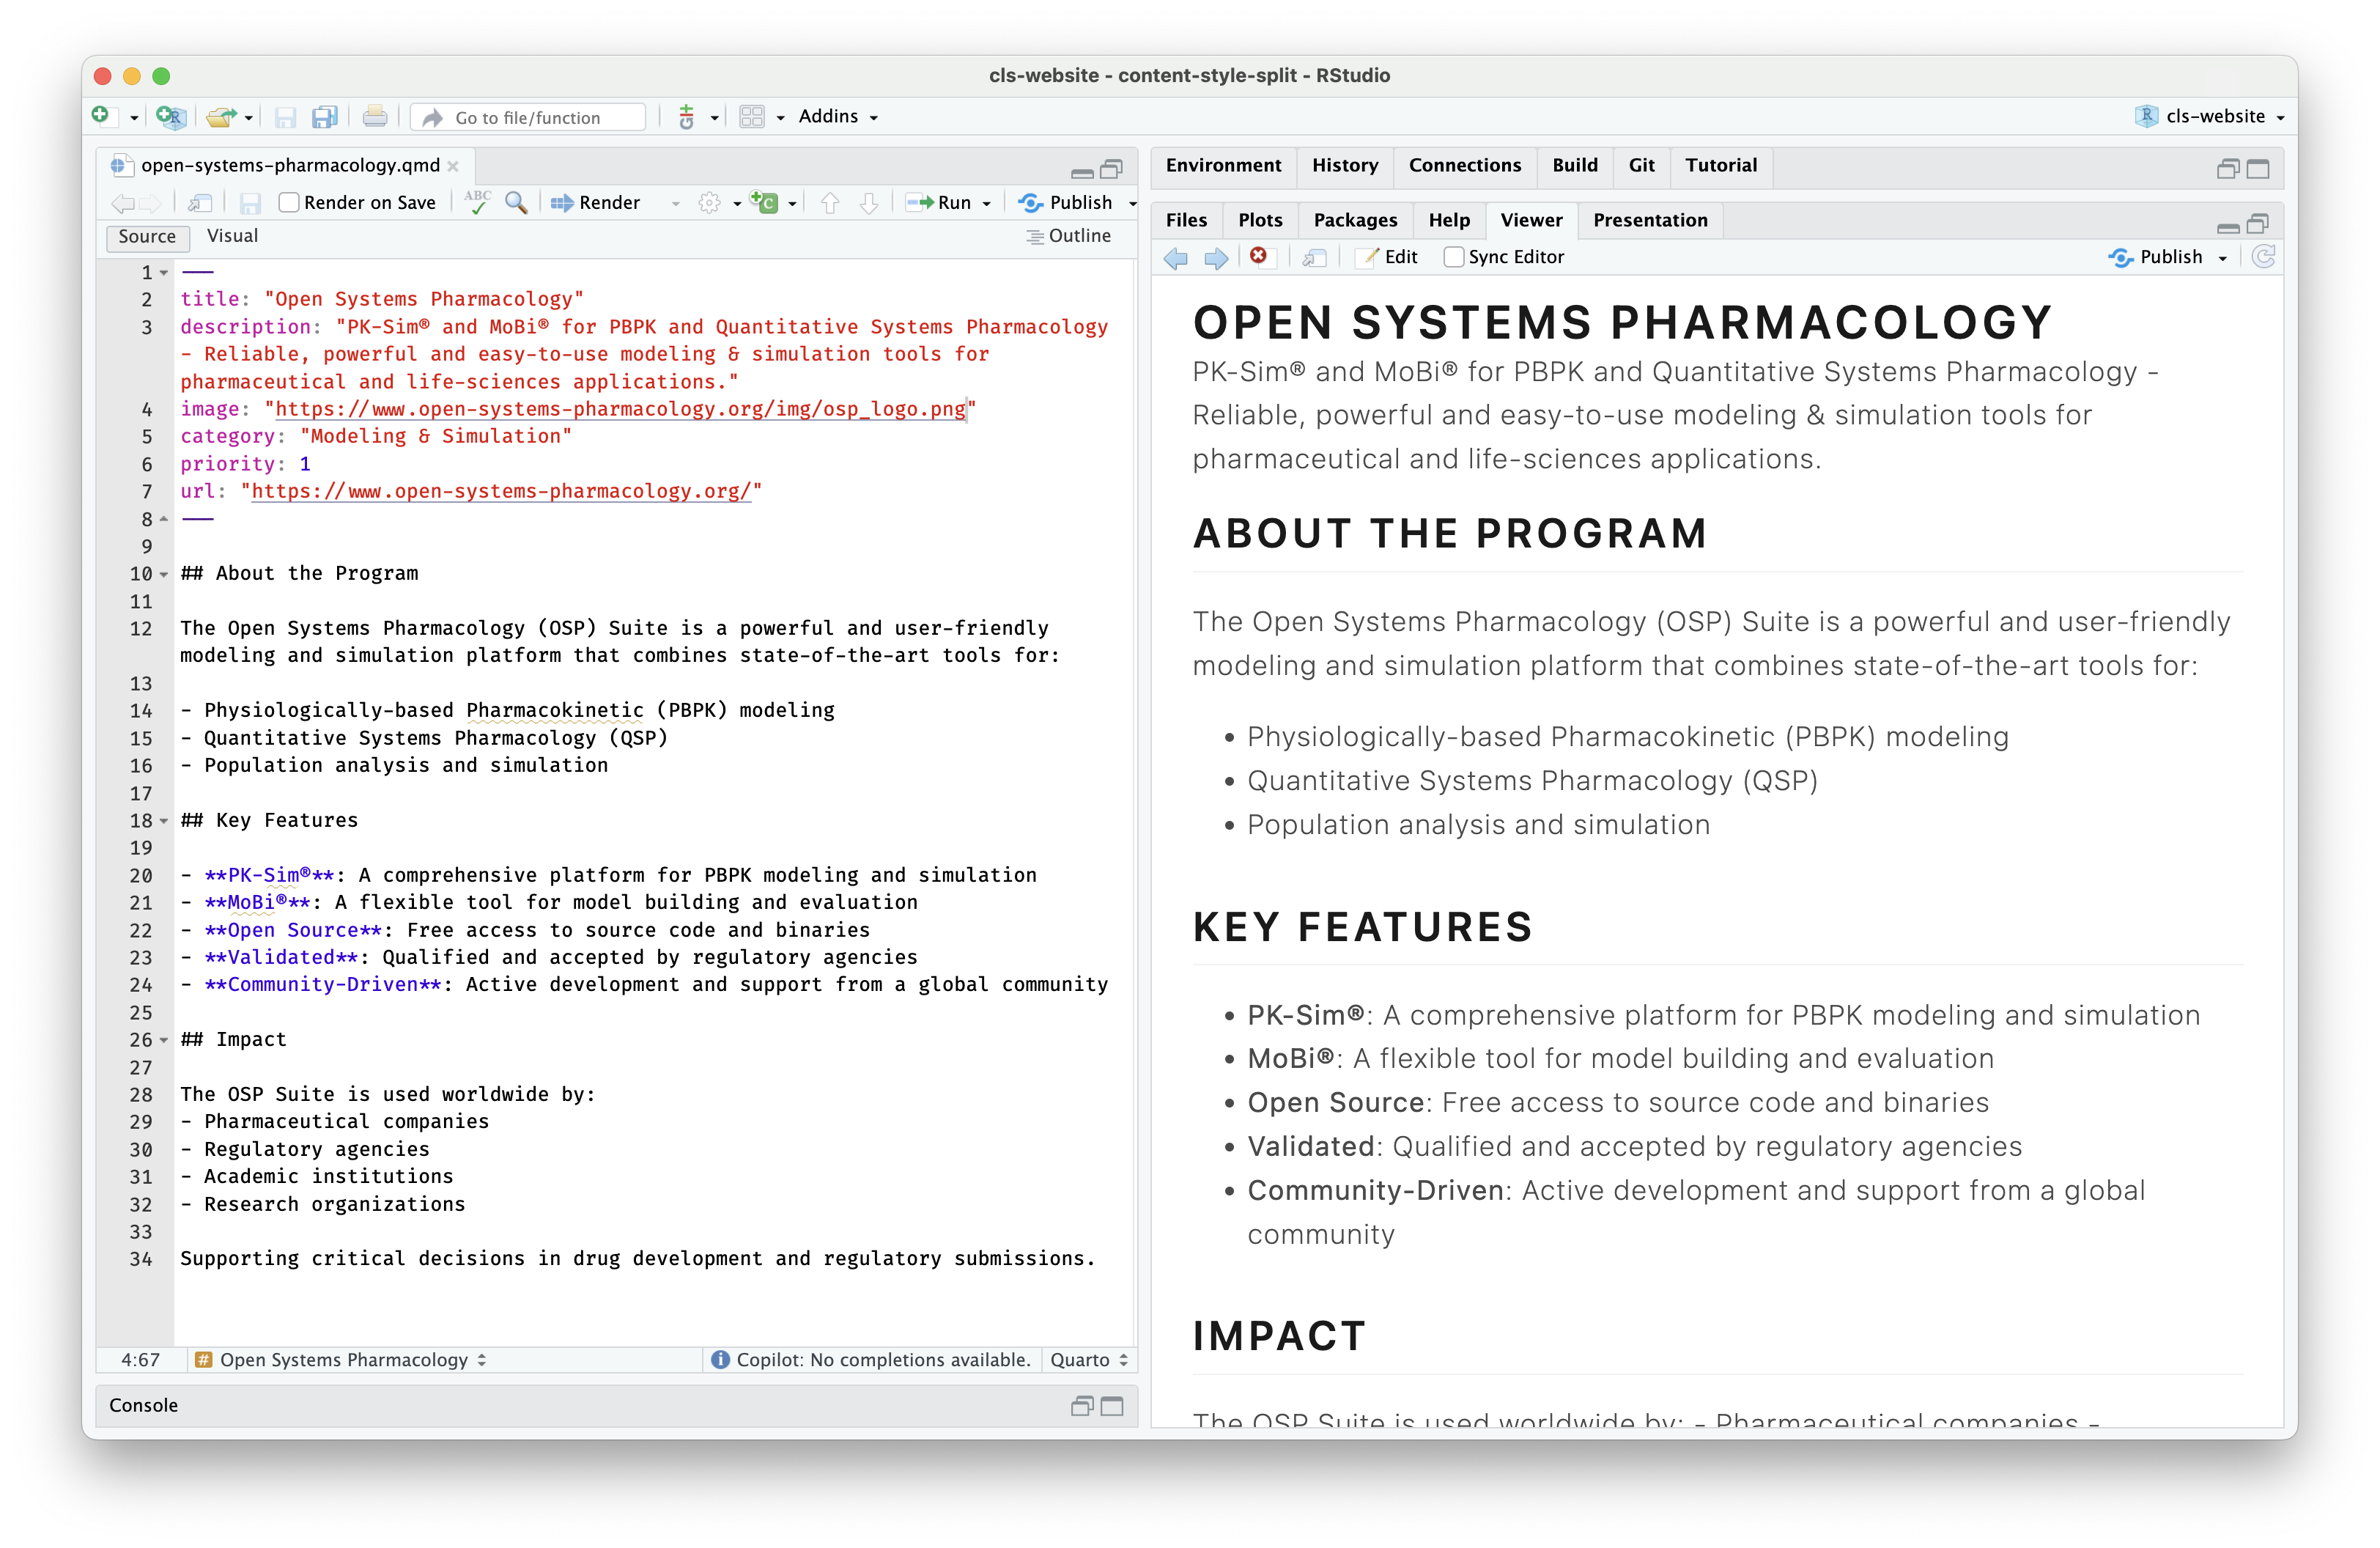 cls-website - content-style-split - RStudio
Go to file/function
Addins
cls-website
open-systems-pharmacology.qmd
Render on Save
ABC
Render
Run
Publish
Source
Visual
Outline
1 ---
2 title: "Open Systems Pharmacology"
3 description: "PK-Sim® and MoBi® for PBPK and Quantitative Systems Pharmacology
- Reliable, powerful and easy-to-use modeling & simulation tools for
pharmaceutical and life-sciences applications."
4 image: "https://www.open-systems-pharmacology.org/img/osp_logo.png"
5 category: "Modeling & Simulation"
6 priority: 1
7 url: "https://www.open-systems-pharmacology.org/"
8 ---
9
10 ## About the Program
11
12 The Open Systems Pharmacology (OSP) Suite is a powerful and user-friendly
modeling and simulation platform that combines state-of-the-art tools for:
13
14 - Physiologically-based Pharmacokinetic (PBPK) modeling
15 - Quantitative Systems Pharmacology (QSP)
16 - Population analysis and simulation
17
18 ## Key Features
19
20 - **PK-Sim®**: A comprehensive platform for PBPK modeling and simulation
21 - **MoBi®**: A flexible tool for model building and evaluation
22 - **Open Source**: Free access to source code and binaries
23 - **Validated**: Qualified and accepted by regulatory agencies
24 - **Community-Driven**: Active development and support from a global community
25
26 ## Impact
27
28 The OSP Suite is used worldwide by:
29 - Pharmaceutical companies
30 - Regulatory agencies
31 - Academic institutions
32 - Research organizations
33
34 Supporting critical decisions in drug development and regulatory submissions.
4:67
# Open Systems Pharmacology
Copilot: No completions available.
Quarto
Console
Environment
History
Connections
Build
Git
Tutorial
Files
Plots
Packages
Help
Viewer
Presentation
Edit
Sync Editor
Publish
OPEN SYSTEMS PHARMACOLOGY
PK-Sim® and MoBi® for PBPK and Quantitative Systems Pharmacology -
Reliable, powerful and easy-to-use modeling & simulation tools for
pharmaceutical and life-sciences applications.
ABOUT THE PROGRAM
The Open Systems Pharmacology (OSP) Suite is a powerful and user-friendly
modeling and simulation platform that combines state-of-the-art tools for:
• Physiologically-based Pharmacokinetic (PBPK) modeling
• Quantitative Systems Pharmacology (QSP)
• Population analysis and simulation
KEY FEATURES
• PK-Sim®: A comprehensive platform for PBPK modeling and simulation
• MoBi®: A flexible tool for model building and evaluation
• Open Source: Free access to source code and binaries
• Validated: Qualified and accepted by regulatory agencies
• Community-Driven: Active development and support from a global
community
IMPACT
The OSP Suite is used worldwide by: - Pharmaceutical companies -